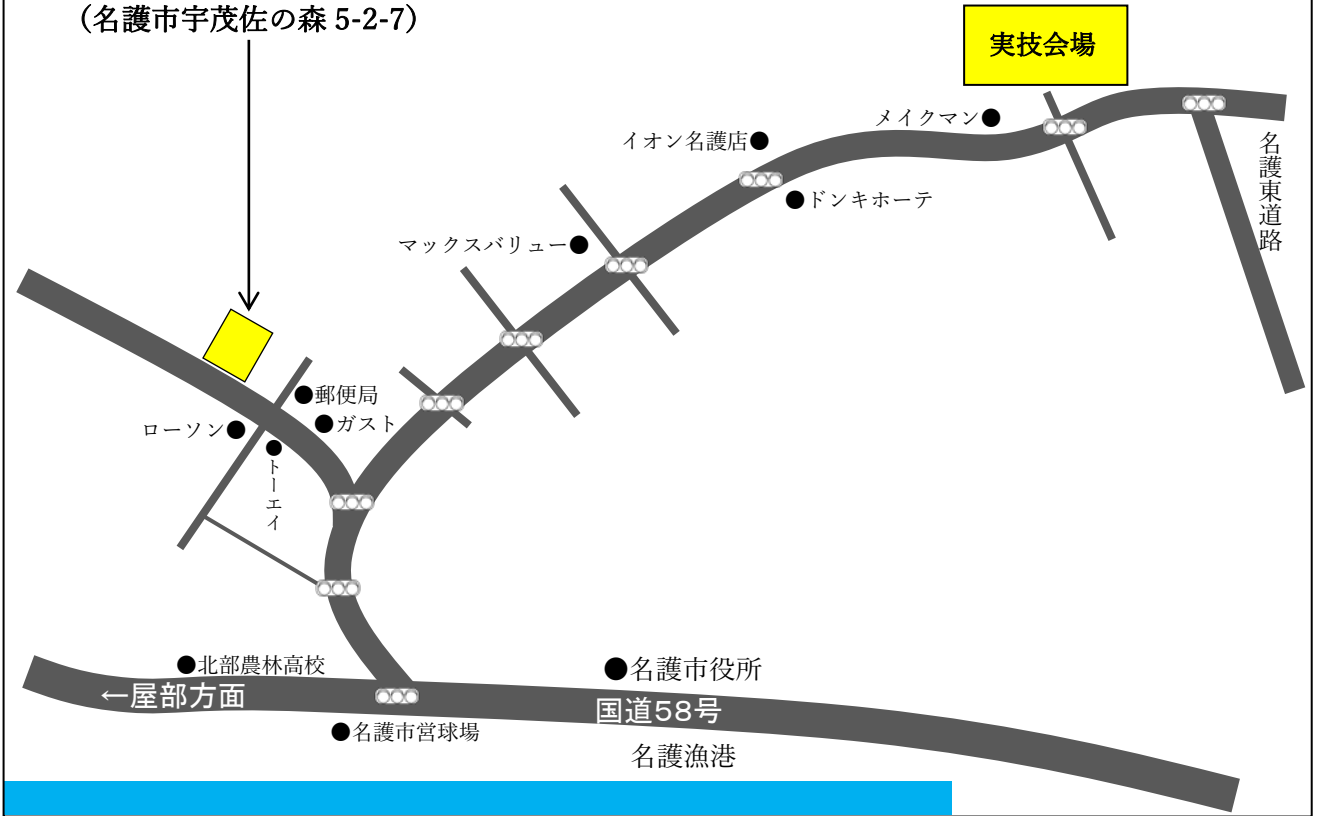 （名護市宇茂佐の森 5-2-7）
実技会場
メイクマン●
イオン名護店●
●ドンキホーテ
名護東道路
マックスバリュー●
●郵便局
●ガスト
ローソン●
●トーエイ
●北部農林高校
●名護市役所
←屋部方面
国道58号
●名護市営球場
名護漁港